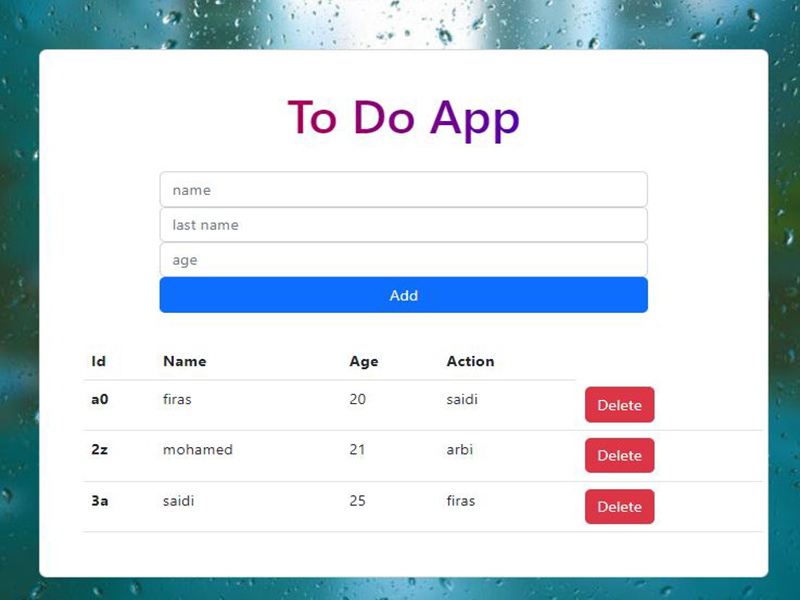 To Do App
name
last name
age
Add
Id Name Age Action
a0 firas 20 saidi Delete
2z mohamed 21 arbi Delete
3a saidi 25 firas Delete